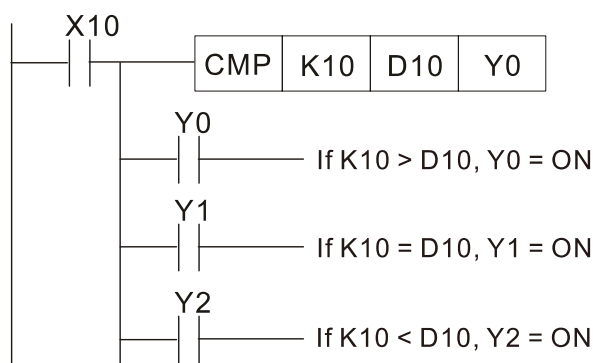 X10
CMP K10 D10 Y0
Y0
If K10 > D10, Y0 = ON
Y1
If K10 = D10, Y1 = ON
Y2
If K10 < D10, Y2 = ON